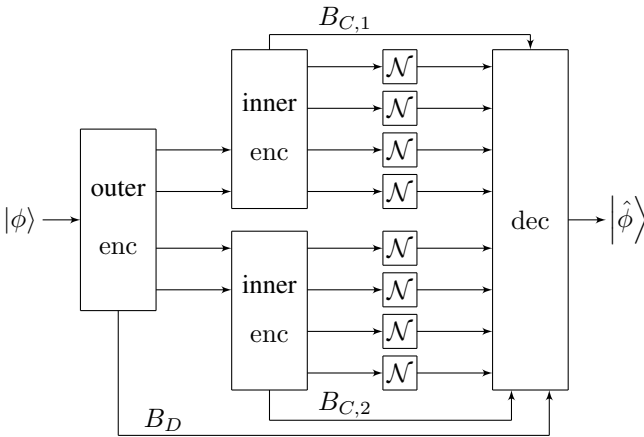 B_{C,1}
inner
enc
𝒩
𝒩
𝒩
𝒩
|ϕ⟩
outer
enc
dec
|ϕ̂⟩
inner
enc
𝒩
𝒩
𝒩
𝒩
B_{C,2}
B_D